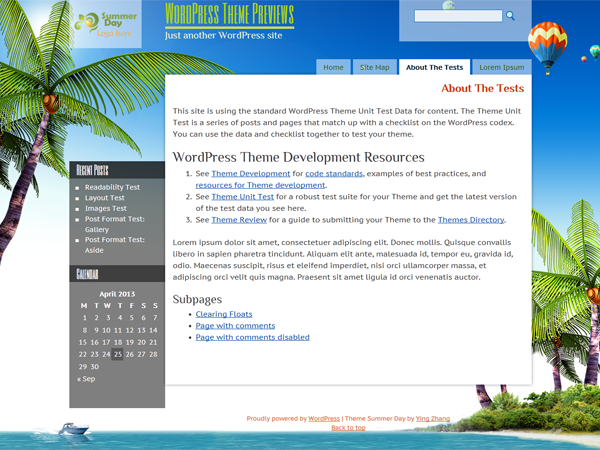 Summer
Day
Logo here
WordPress Theme Previews
Just another WordPress site
Home
Site Map
About The Tests
Lorem Ipsum
About The Tests
This site is using the standard WordPress Theme Unit Test Data for content. The Theme Unit
Test is a series of posts and pages that match up with a checklist on the WordPress codex.
You can use the data and checklist together to test your theme.
WordPress Theme Development Resources
1. See Theme Development for code standards, examples of best practices, and
resources for Theme development.
2. See Theme Unit Test for a robust test suite for your Theme and get the latest version
of the test data you see here.
3. See Theme Review for a guide to submitting your Theme to the Themes Directory.
Lorem ipsum dolor sit amet, consectetuer adipiscing elit. Donec mollis. Quisque convallis
libero in sapien pharetra tincidunt. Aliquam elit ante, malesuada id, tempor eu, gravida id,
odio. Maecenas suscipit, risus et eleifend imperdiet, nisi orci ullamcorper massa, et
adipiscing orci velit quis magna. Praesent sit amet ligula id orci venenatis auctor.
Subpages
• Clearing Floats
• Page with comments
• Page with comments disabled
Recent Posts
Readability Test
Layout Test
Images Test
Post Format Test:
Gallery
Post Format Test:
Aside
Calendar
April 2013
M T W T F S S
1 2 3 4 5 6 7
8 9 10 11 12 13 14
15 16 17 18 19 20 21
22 23 24 25 26 27 28
29 30
« Sep
Proudly powered by WordPress | Theme Summer Day by Ying Zhang
Back to top